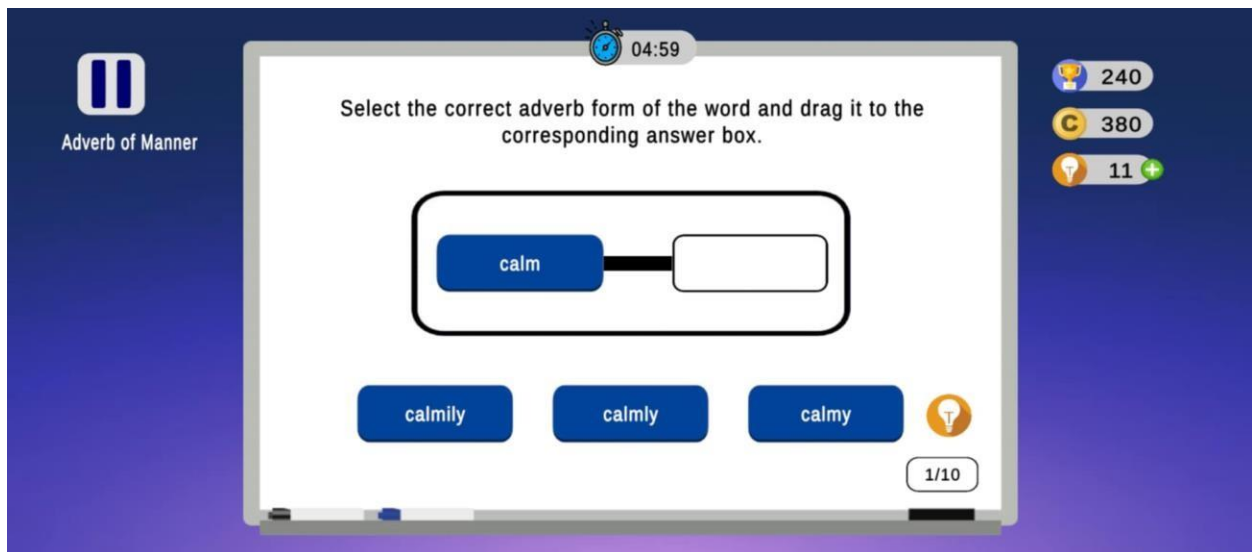 04:59
240
Adverb of Manner
Select the correct adverb form of the word and drag it to the
corresponding answer box.
C 380
T 11 +
calm
calmily calmly calmy T
1/10